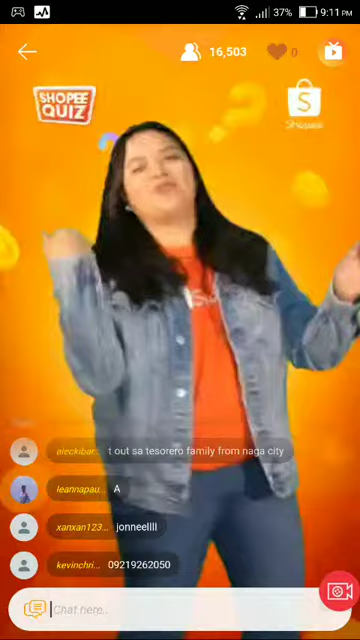 37% 9:11 PM
16,503 0
SHOPEE
QUIZ
Shopee
aleckibar... t out sa tesorero family from naga city
leannapau... A
xanxan123... jonneellll
kevinchri... 09219262050
Chat here..